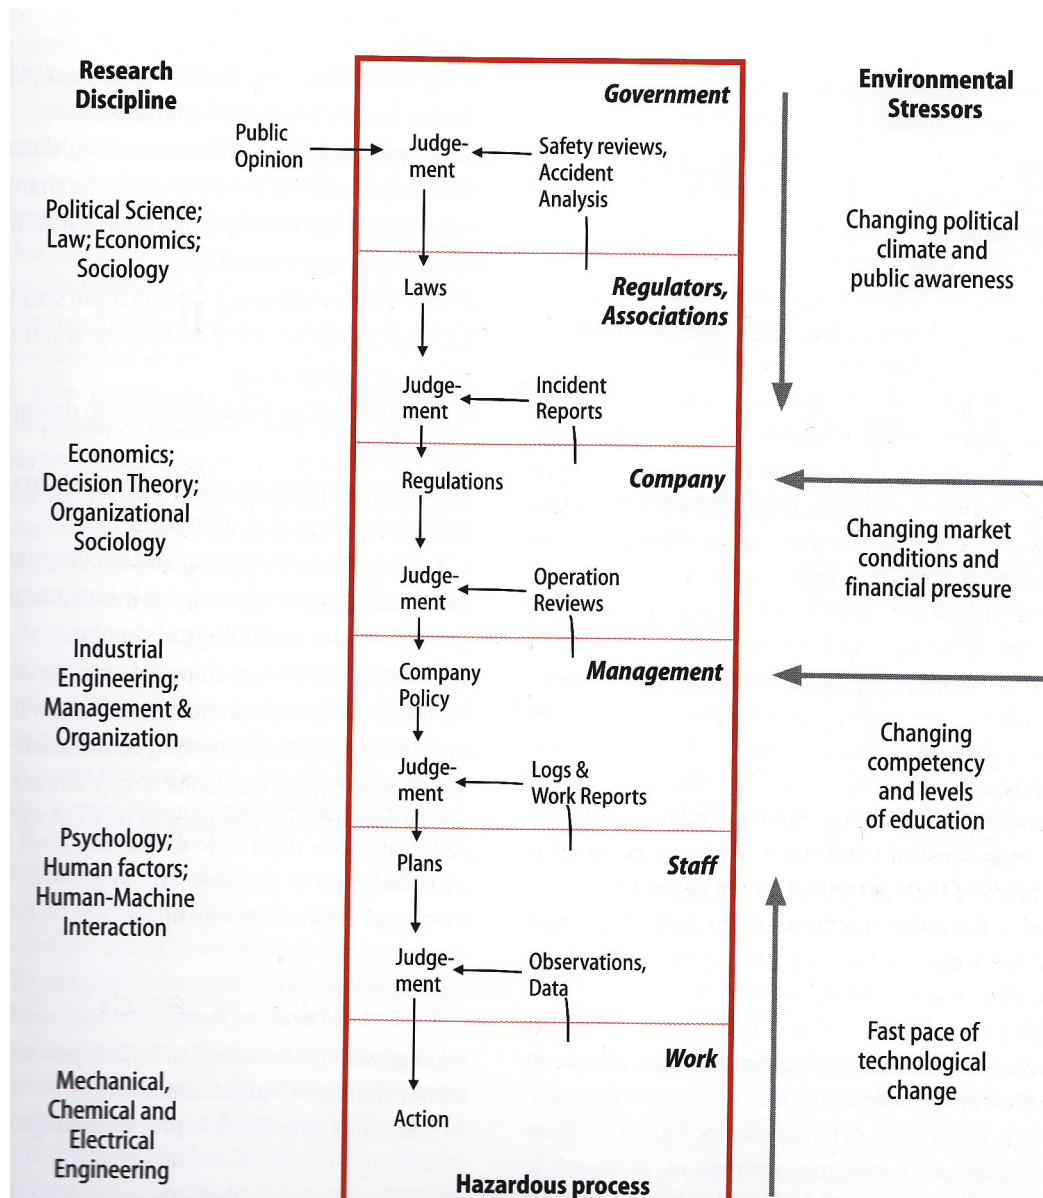 Research
Discipline
Government
Environmental
Stressors
Public
Opinion
Judge-
ment
Safety reviews,
Accident
Analysis
Political Science;
Law; Economics;
Sociology
Changing political
climate and
public awareness
Laws
Regulators,
Associations
Judge-
ment
Incident
Reports
Economics;
Decision Theory;
Organizational
Sociology
Regulations
Company
Changing market
conditions and
financial pressure
Judge-
ment
Operation
Reviews
Industrial
Engineering;
Management &
Organization
Company
Policy
Management
Changing
competency
and levels
of education
Judge-
ment
Logs &
Work Reports
Psychology;
Human factors;
Human-Machine
Interaction
Plans
Staff
Judge-
ment
Observations,
Data
Work
Fast pace of
technological
change
Mechanical,
Chemical and
Electrical
Engineering
Action
Hazardous process